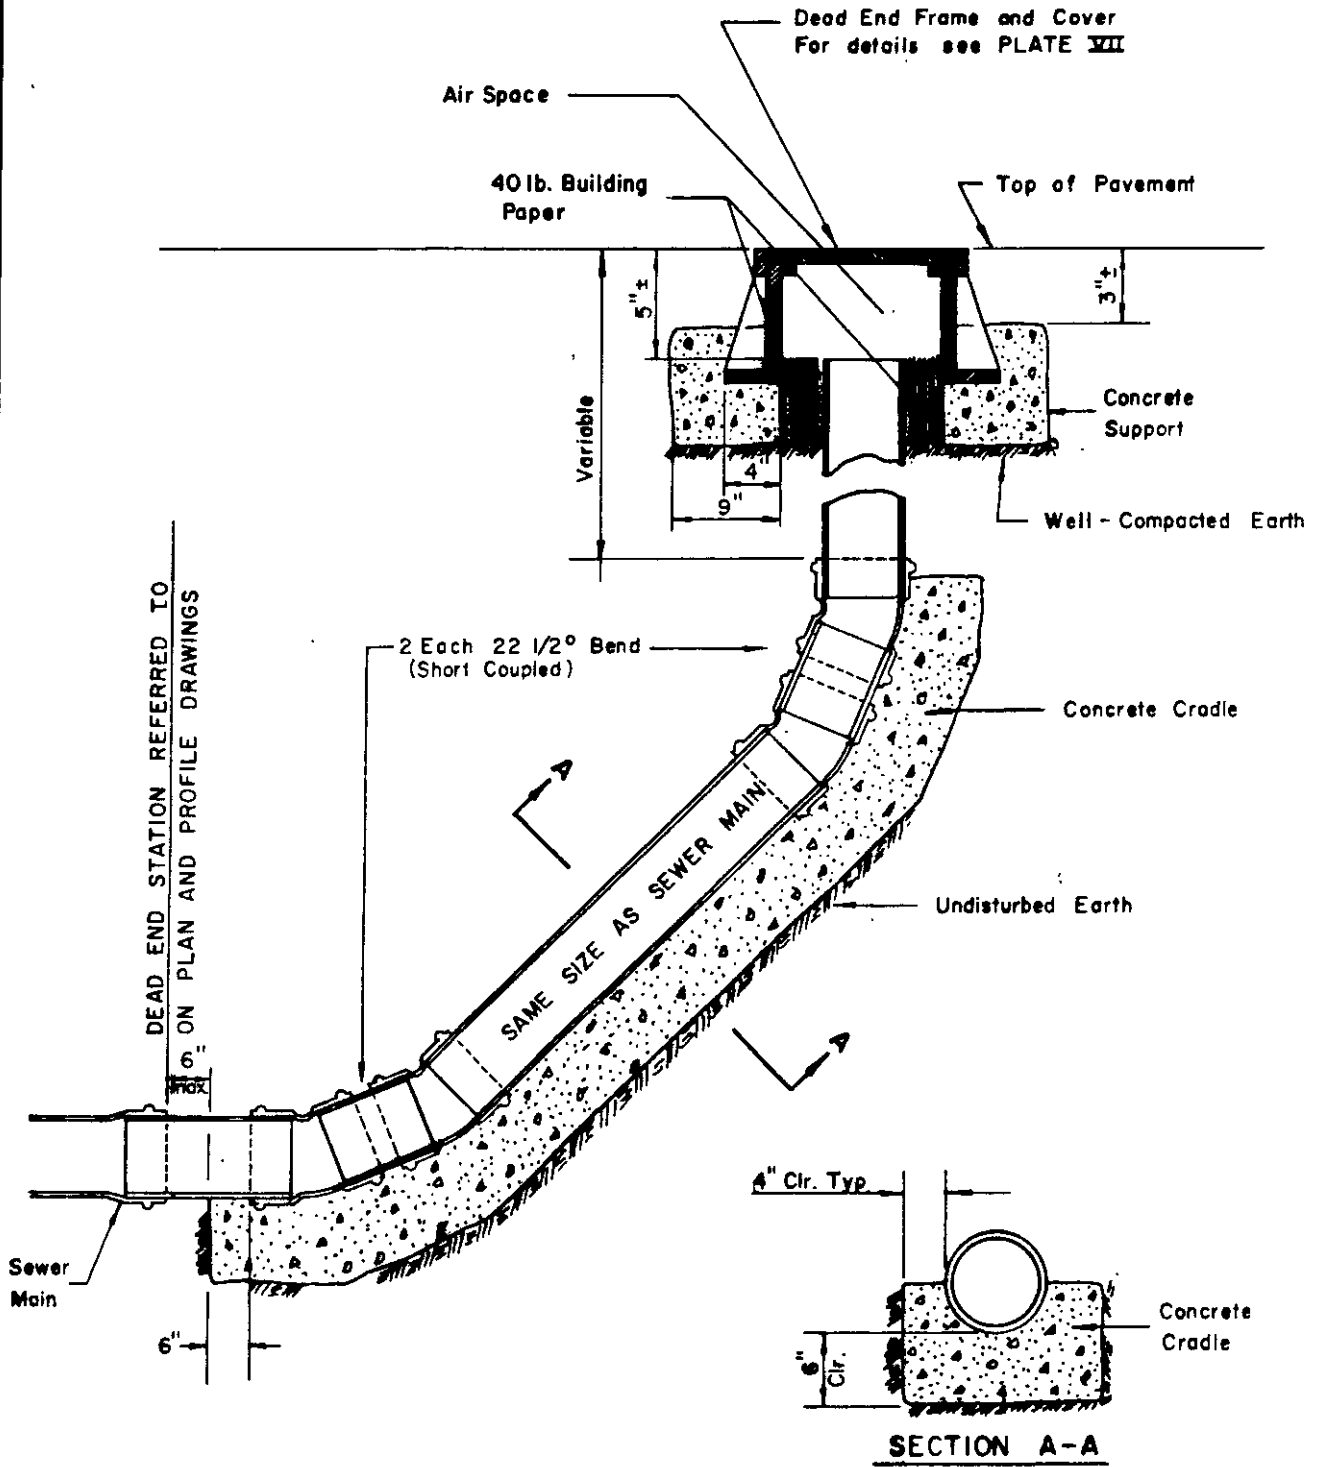 Dead End Frame and Cover
For details see PLATE VII
Air Space
40 lb. Building
Paper
Top of Pavement
5" ±
3" ±
Variable
Concrete
Support
4"
9"
Well - Compacted Earth
DEAD END STATION REFERRED TO
ON PLAN AND PROFILE DRAWINGS
2 Each 22 1/2° Bend
(Short Coupled)
Concrete Cradle
A
SAME SIZE AS SEWER MAIN
Undisturbed Earth
A
6"
max.
4" Clr. Typ
Sewer
Main
6"
Concrete
Cradle
6"
Clr.
SECTION A-A